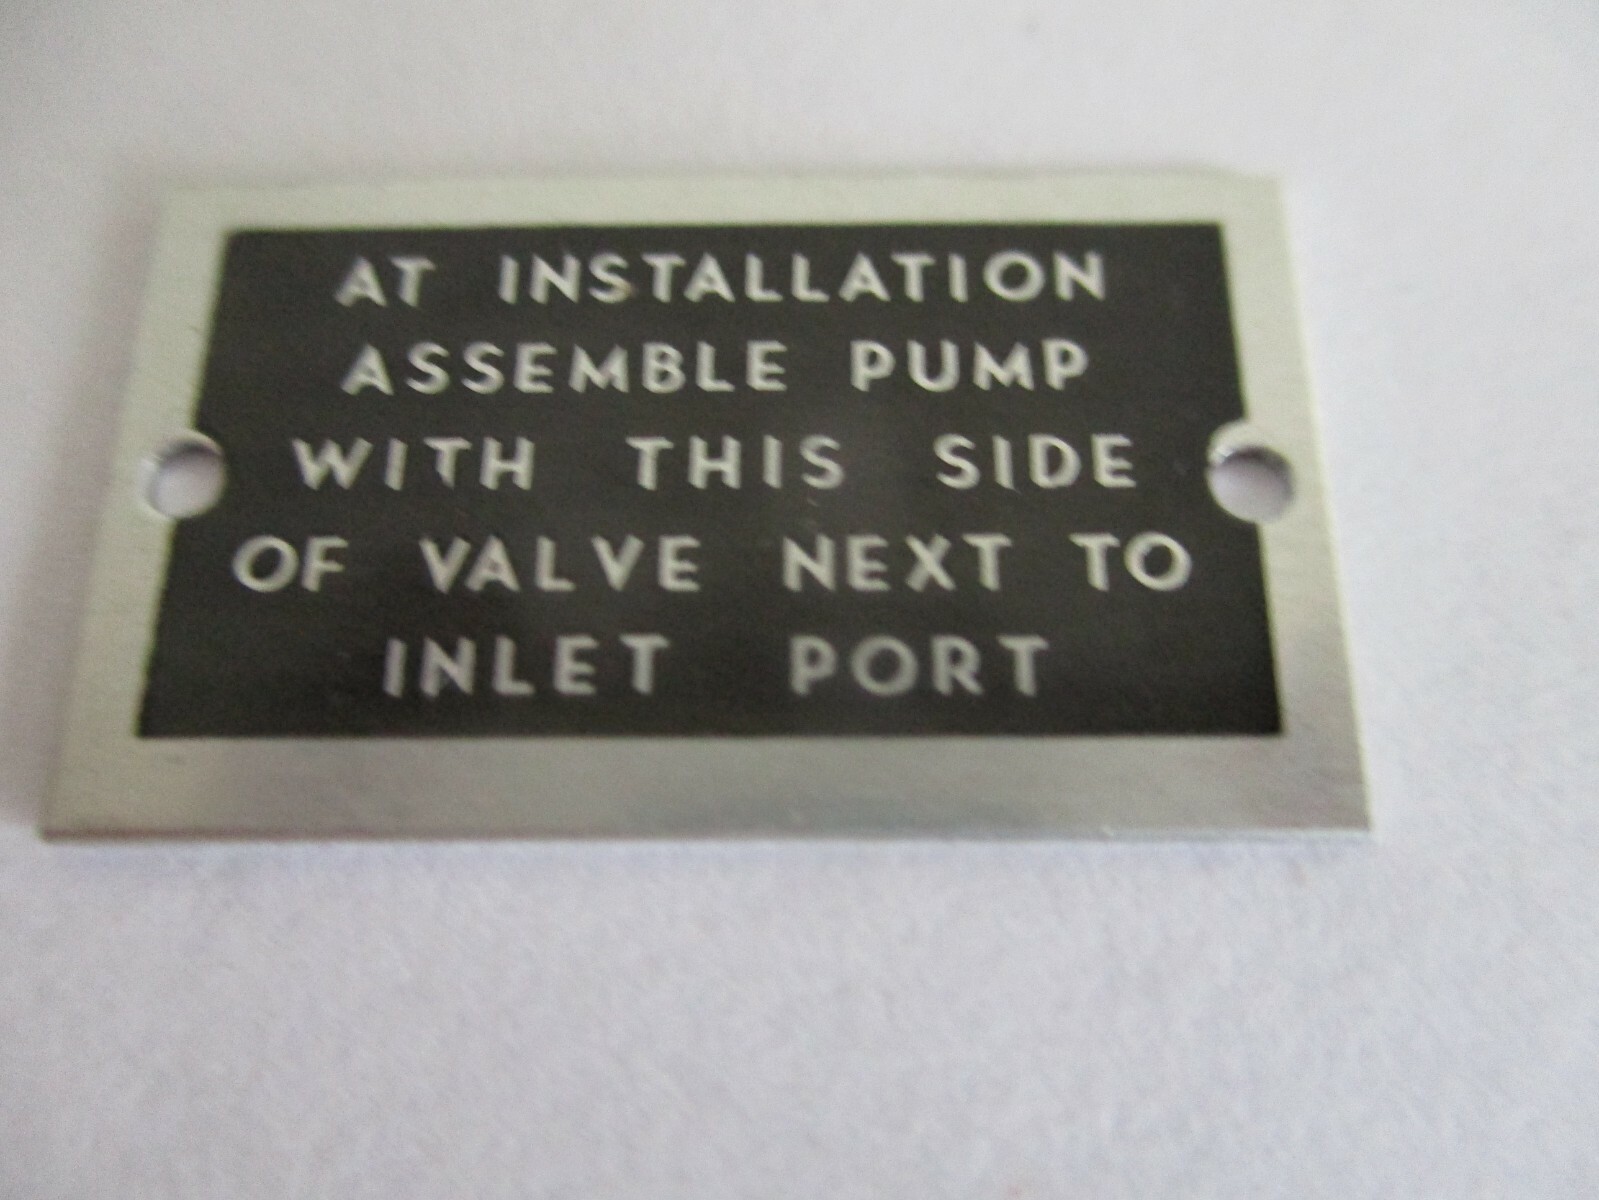 AT INSTALLATION
ASSEMBLE PUMP
WITH THIS SIDE
OF VALVE NEXT TO
INLET PORT